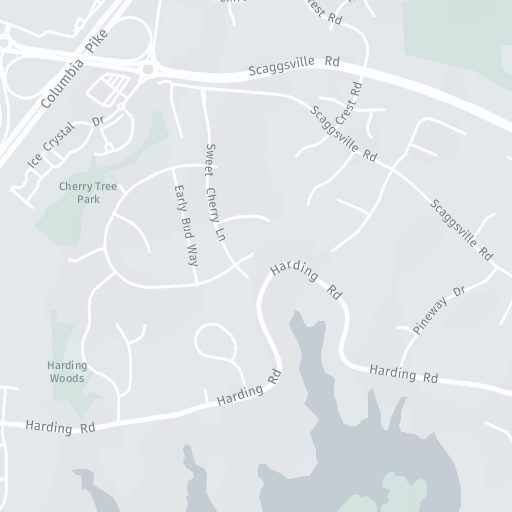 Crest Rd
Columbia Pike
Scaggsville Rd
Crest Rd
Scaggsville Rd
Ice Crystal Dr
Sweet Cherry Ln
Cherry Tree
Park
Early Bud Way
Scaggsville Rd
Harding Rd
Pineway Dr
Harding
Woods
Harding Rd
Harding Rd
Harding Rd